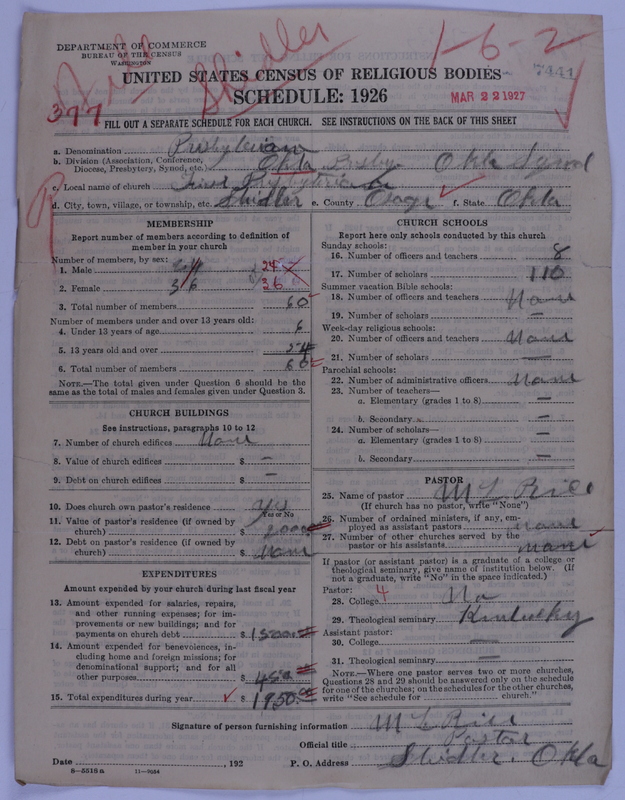 DEPARTMENT OF COMMERCE
BUREAU OF THE CENSUS
WASHINGTON
Shidler
1-6-2
7441
UNITED STATES CENSUS OF RELIGIOUS BODIES
SCHEDULE: 1926
MAR 22 1927
377
FILL OUT A SEPARATE SCHEDULE FOR EACH CHURCH. SEE INSTRUCTIONS ON THE BACK OF THIS SHEET
a. Denomination Presbyterian
b. Division (Association, Conference, Diocese, Presbytery, Synod, etc.) Okla Presby. Okla Synod
c. Local name of church First Presbyterian
d. City, town, village, or township, etc. Shidler e. County Osage f. State Okla
MEMBERSHIP
Report number of members according to definition of member in your church
Number of members, by sex:
1. Male 24
2. Female 36 36
3. Total number of members 60
Number of members under and over 13 years old:
4. Under 13 years of age 6
5. 13 years old and over 54
6. Total number of members 60
NOTE.—The total given under Question 6 should be the same as the total of males and females given under Question 3.
CHURCH BUILDINGS
See instructions, paragraphs 10 to 12
7. Number of church edifices None
8. Value of church edifices $ —
9. Debt on church edifices $ —
10. Does church own pastor's residence Yes
Yes or No
11. Value of pastor's residence (if owned by church) $ 2000
12. Debt on pastor's residence (if owned by church) $ None
EXPENDITURES
Amount expended by your church during last fiscal year
13. Amount expended for salaries, repairs, and other running expenses; for improvements or new buildings; and for payments on church debt $ 1500
14. Amount expended for benevolences, including home and foreign missions; for denominational support; and for all other purposes $ 450
15. Total expenditures during year $ 1950.
CHURCH SCHOOLS
Report here only schools conducted by this church
Sunday schools:
16. Number of officers and teachers 8
17. Number of scholars 110
Summer vacation Bible schools:
18. Number of officers and teachers None
19. Number of scholars —
Week-day religious schools:
20. Number of officers and teachers None
21. Number of scholars —
Parochial schools:
22. Number of administrative officers None
23. Number of teachers—
a. Elementary (grades 1 to 8) —
b. Secondary —
24. Number of scholars—
a. Elementary (grades 1 to 8) —
b. Secondary —
PASTOR
25. Name of pastor M L
(If church has no pastor, write "None")
26. Number of ordained ministers, if any, employed as assistant pastors none
27. Number of other churches served by the pastor or his assistants none
If pastor (or assistant pastor) is a graduate of a college or theological seminary, give name of institution below. (If not a graduate, write "No" in the space indicated.)
Pastor: 4
28. College No
29. Theological seminary Kentucky
Assistant pastor:
30. College —
31. Theological seminary —
NOTE.—Where one pastor serves two or more churches, Questions 28 and 29 should be answered only on the schedule for one of the churches; on the schedules for the other churches, write "See schedule for church."
Signature of person furnishing information M L
Official title Pastor
Date , 192 P. O. Address Shidler, Okla
8-5518a 11-9024